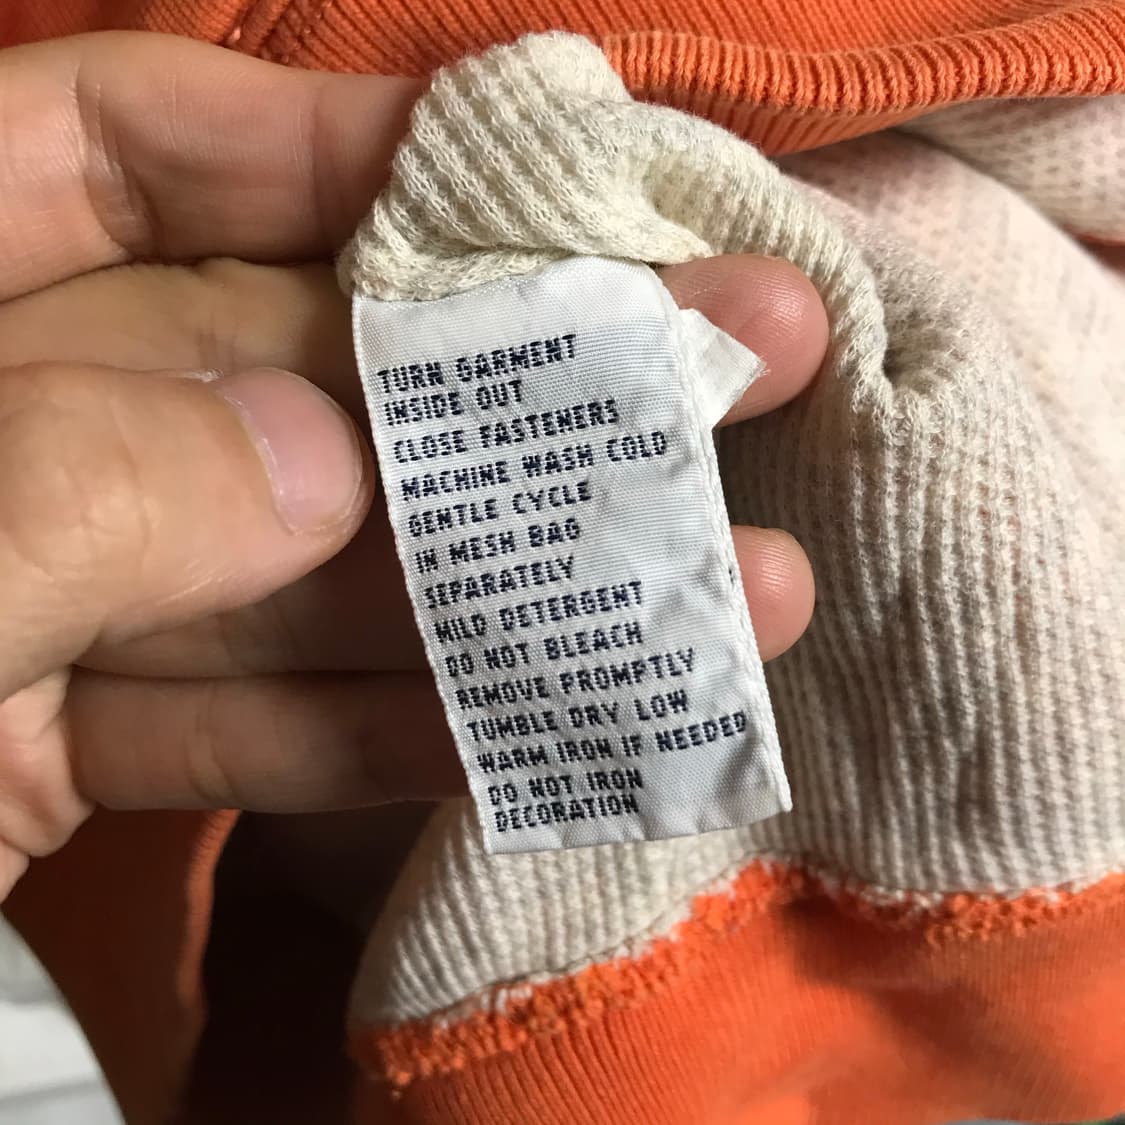 TURN GARMENT
INSIDE OUT
CLOSE FASTENERS
MACHINE WASH COLD
GENTLE CYCLE
IN MESH BAG
SEPARATELY
MILD DETERGENT
DO NOT BLEACH
REMOVE PROMPTLY
TUMBLE DRY LOW
WARM IRON IF NEEDED
DO NOT IRON
DECORATION